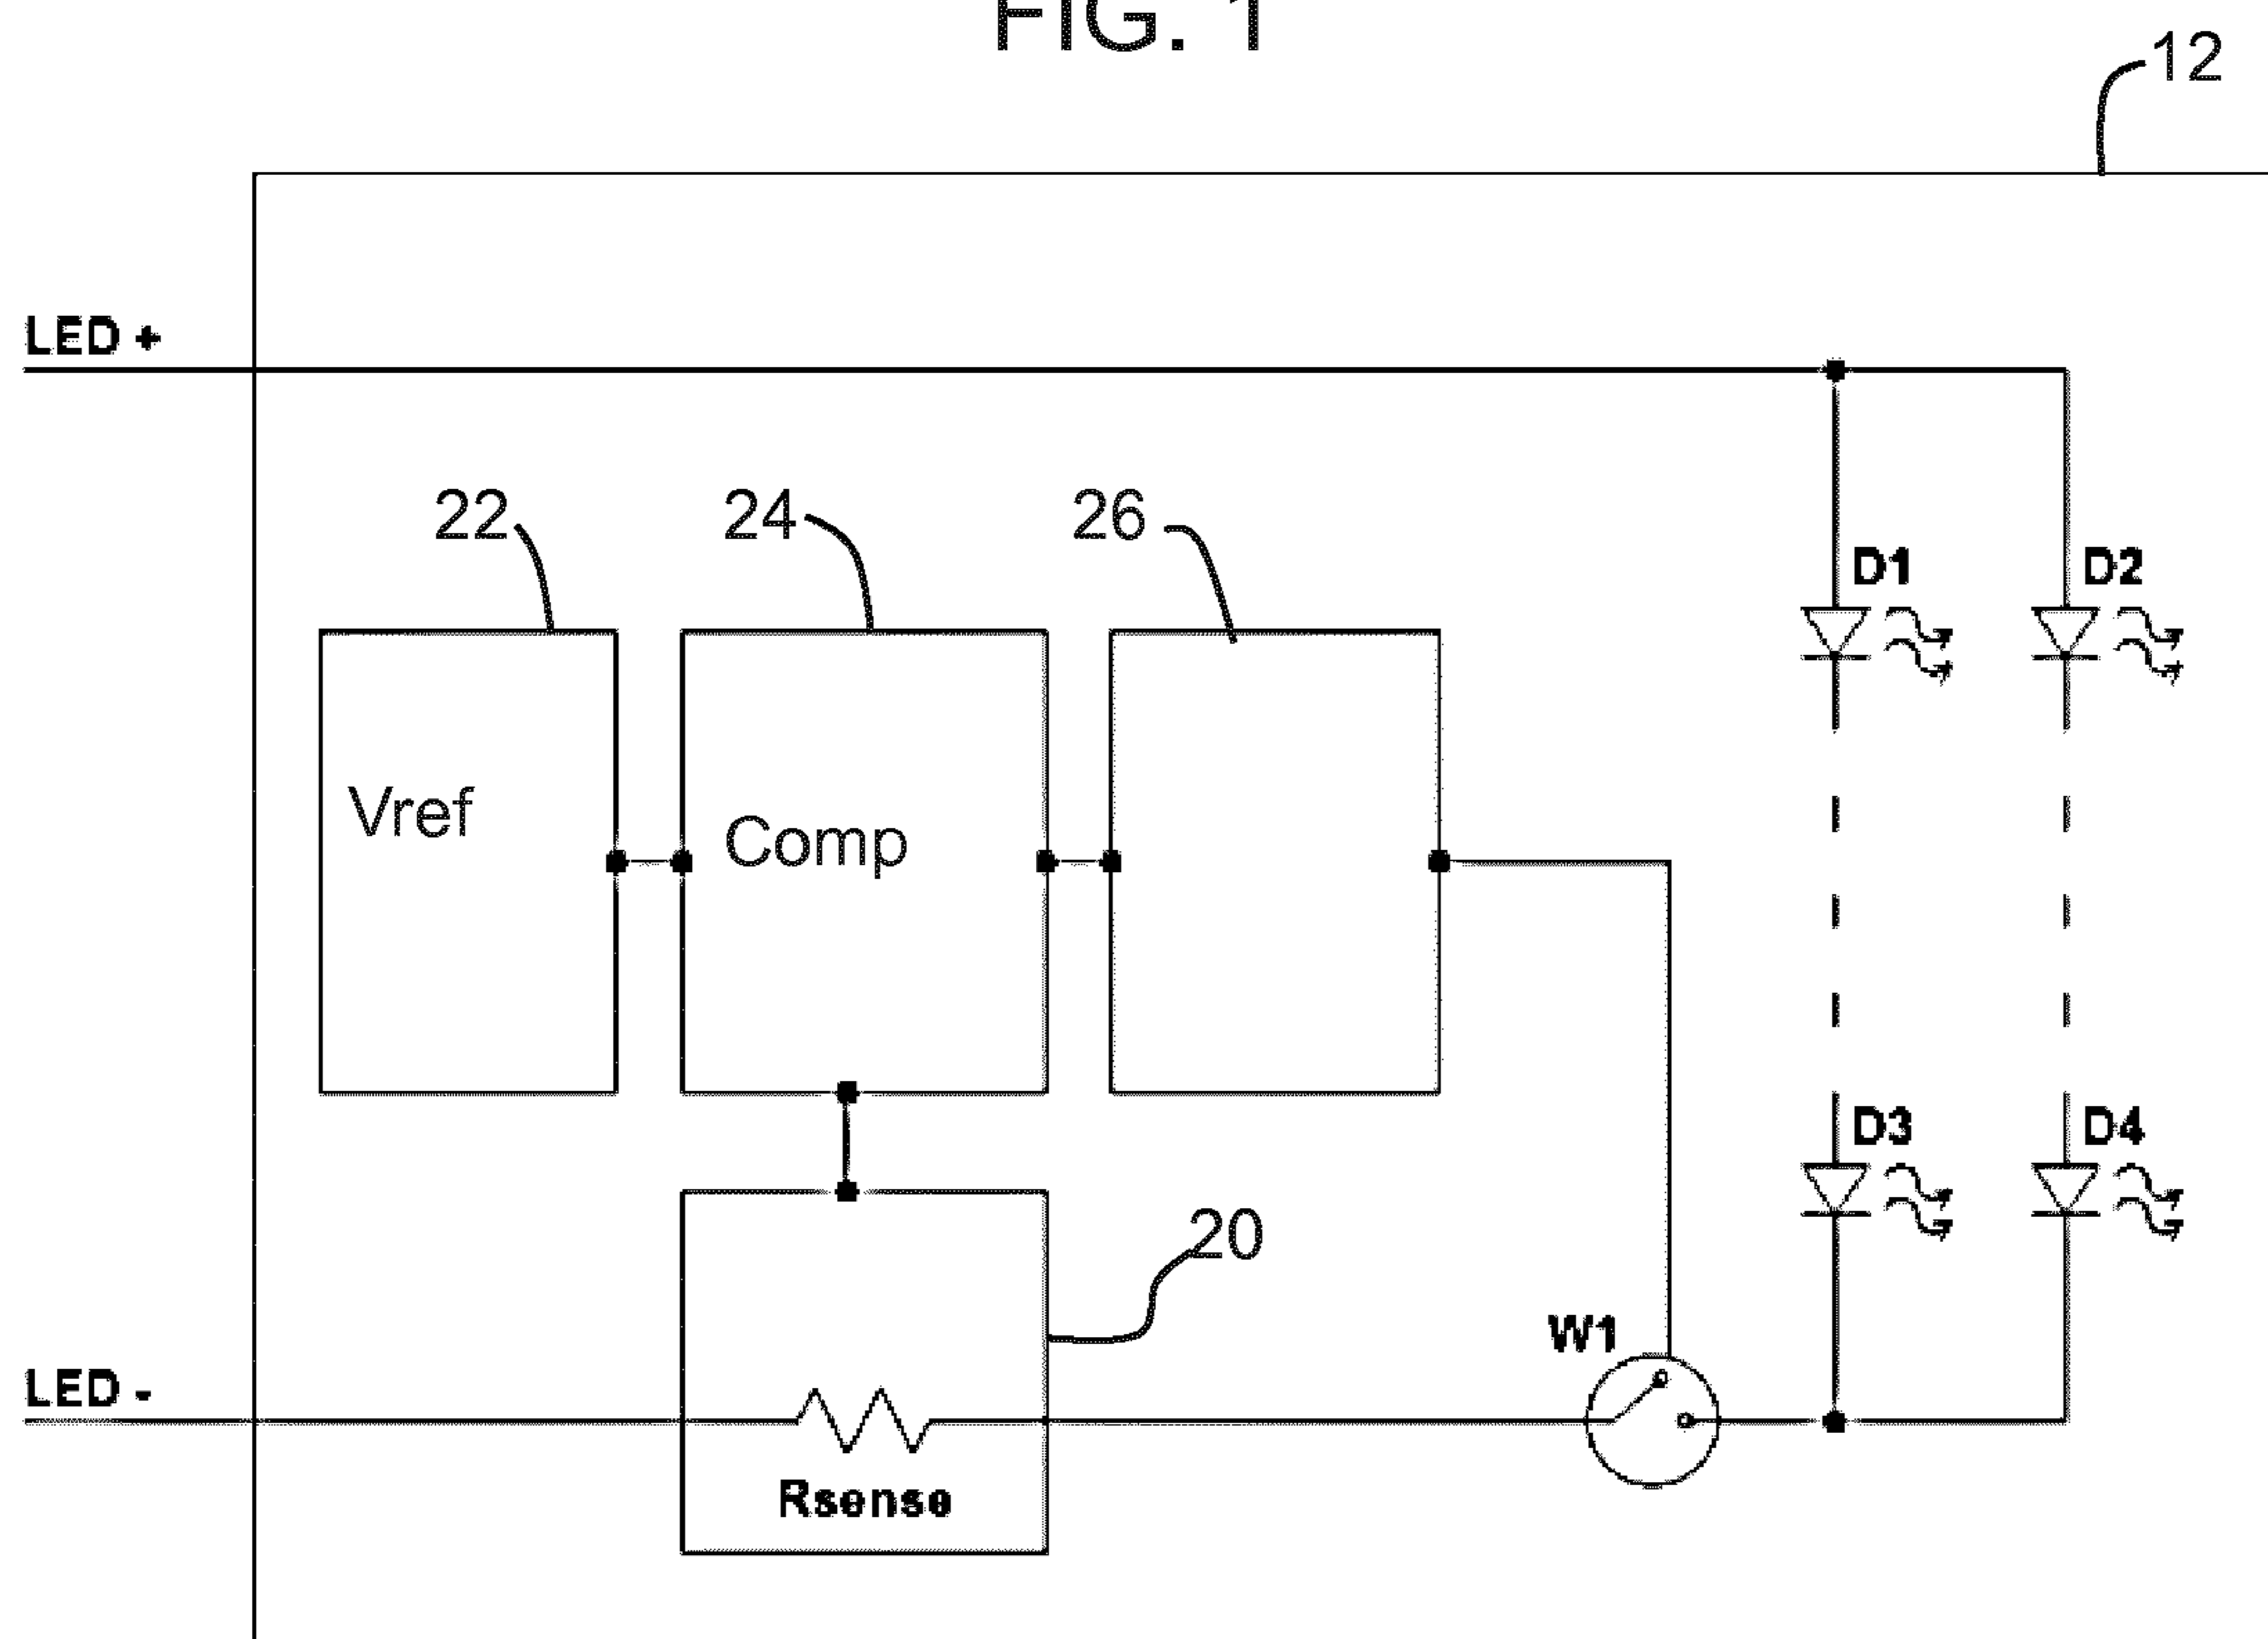 FIG. 1
12
LED +
22
24
26
D1
D2
Vref
Comp
D3
D4
20
W1
LED -
Rsense